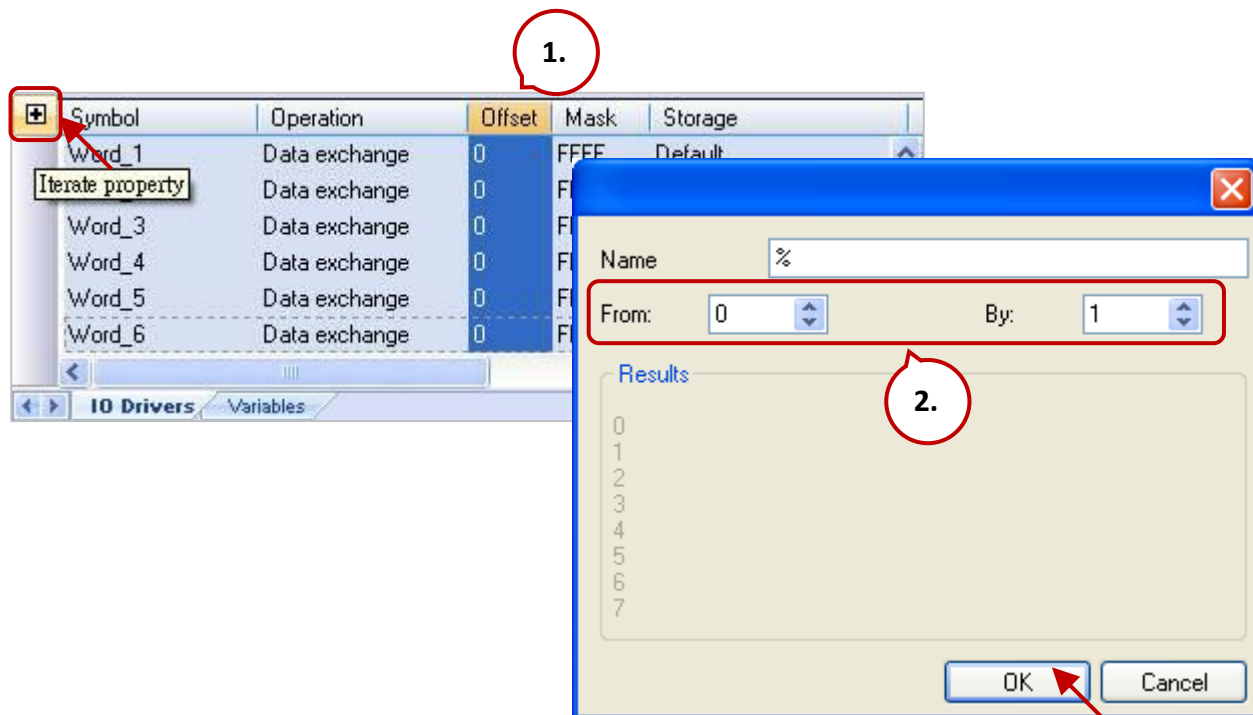 1.
Symbol Operation Offset Mask Storage
Word_1 Data exchange 0 FFFF Default
Iterate property Data exchange 0
Word_3 Data exchange 0
Word_4 Data exchange 0
Word_5 Data exchange 0
Word_6 Data exchange 0
IO Drivers Variables
Name %
From: 0 By: 1
2.
Results
0
1
2
3
4
5
6
7
OK Cancel